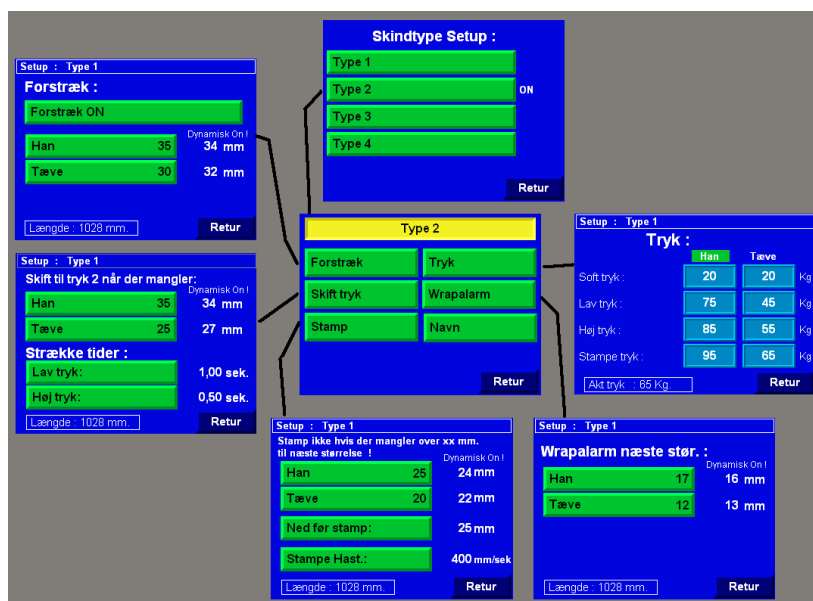 Skindtype Setup :
Type 1
Type 2 ON
Type 3
Type 4
Retur
Setup : Type 1
Forstræk :
Forstræk ON
Dynamisk On !
Han 35 34 mm
Tæve 30 32 mm
Længde : 1028 mm. Retur
Type 2
Forstræk Tryk
Skift tryk Wrapalarm
Stamp Navn
Retur
Setup : Type 1
Tryk :
Han Tæve
Soft tryk : 20 20 Kg
Lav tryk : 75 45 Kg
Høj tryk : 85 55 Kg
Stampe tryk : 95 65 Kg
Akt tryk : 65 Kg. Retur
Setup : Type 1
Skift til tryk 2 når der mangler:
Dynamisk On !
Han 35 34 mm
Tæve 25 27 mm
Strække tider :
Lav tryk: 1,00 sek.
Høj tryk: 0,50 sek.
Længde : 1028 mm. Retur
Setup : Type 1
Stamp ikke hvis der mangler over xx mm.
til næste størrelse !
Dynamisk On !
Han 25 24 mm
Tæve 20 22 mm
Ned før stamp: 25 mm
Stampe Hast.: 400 mm/sek
Længde : 1028 mm. Retur
Setup : Type 1
Wrapalarm næste stør. :
Dynamisk On !
Han 17 16 mm
Tæve 12 13 mm
Længde : 1028 mm. Retur